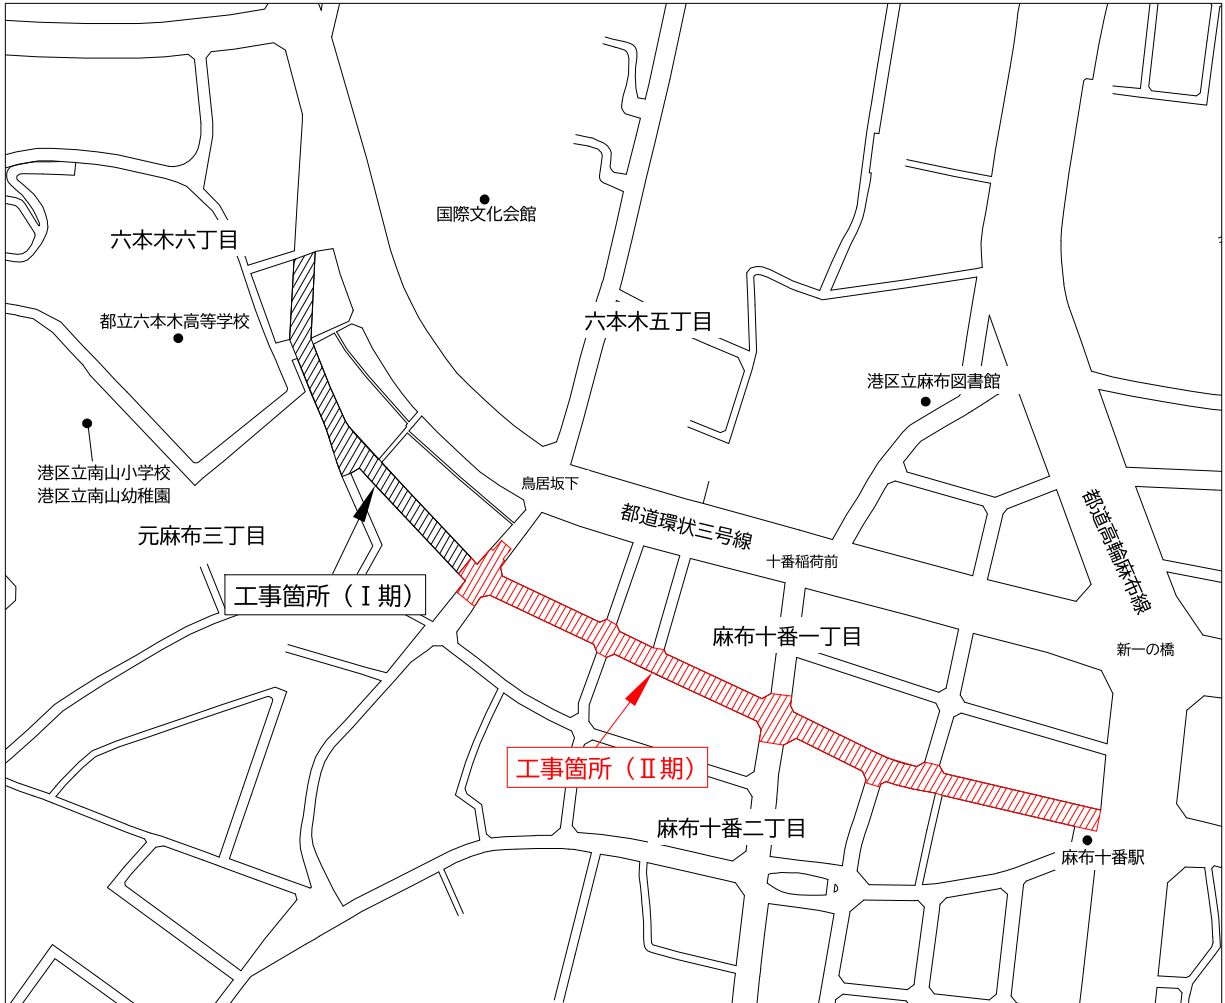 国際文化会館
六本木六丁目
都立六本木高等学校
六本木五丁目
港区立麻布図書館
港区立南山小学校
港区立南山幼稚園
鳥居坂下
都道環状三号線
都道高輪麻布線
元麻布三丁目
十番稲荷前
工事箇所（Ⅰ期）
麻布十番一丁目
新一の橋
工事箇所（Ⅱ期）
麻布十番二丁目
麻布十番駅